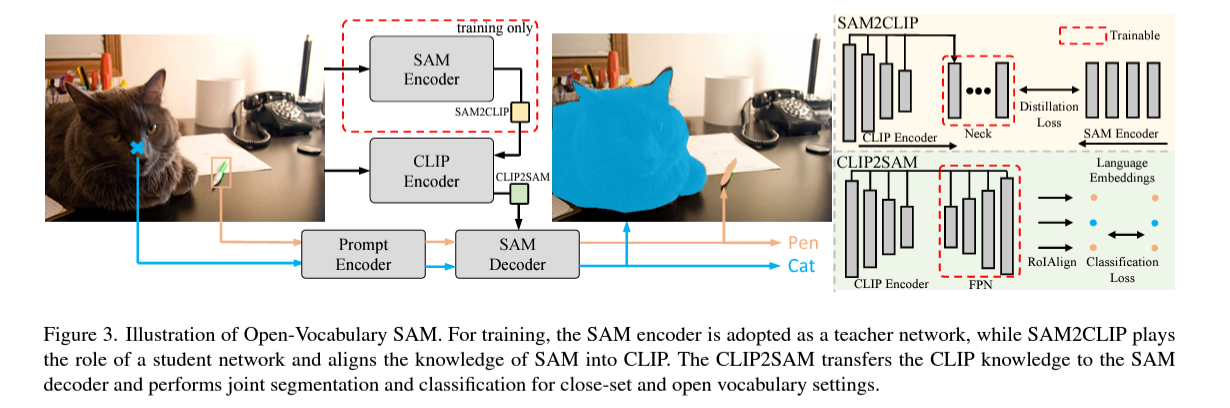 training only
SAM
Encoder
SAM2CLIP
CLIP
Encoder
CLIP2SAM
Prompt
Encoder
SAM
Decoder
Pen
Cat
SAM2CLIP
Trainable
CLIP Encoder
Neck
Distillation
Loss
SAM Encoder
CLIP2SAM
Language
Embeddings
CLIP Encoder
FPN
RoIAlign
Classification
Loss
Figure 3. Illustration of Open-Vocabulary SAM. For training, the SAM encoder is adopted as a teacher network, while SAM2CLIP plays
the role of a student network and aligns the knowledge of SAM into CLIP. The CLIP2SAM transfers the CLIP knowledge to the SAM
decoder and performs joint segmentation and classification for close-set and open vocabulary settings.